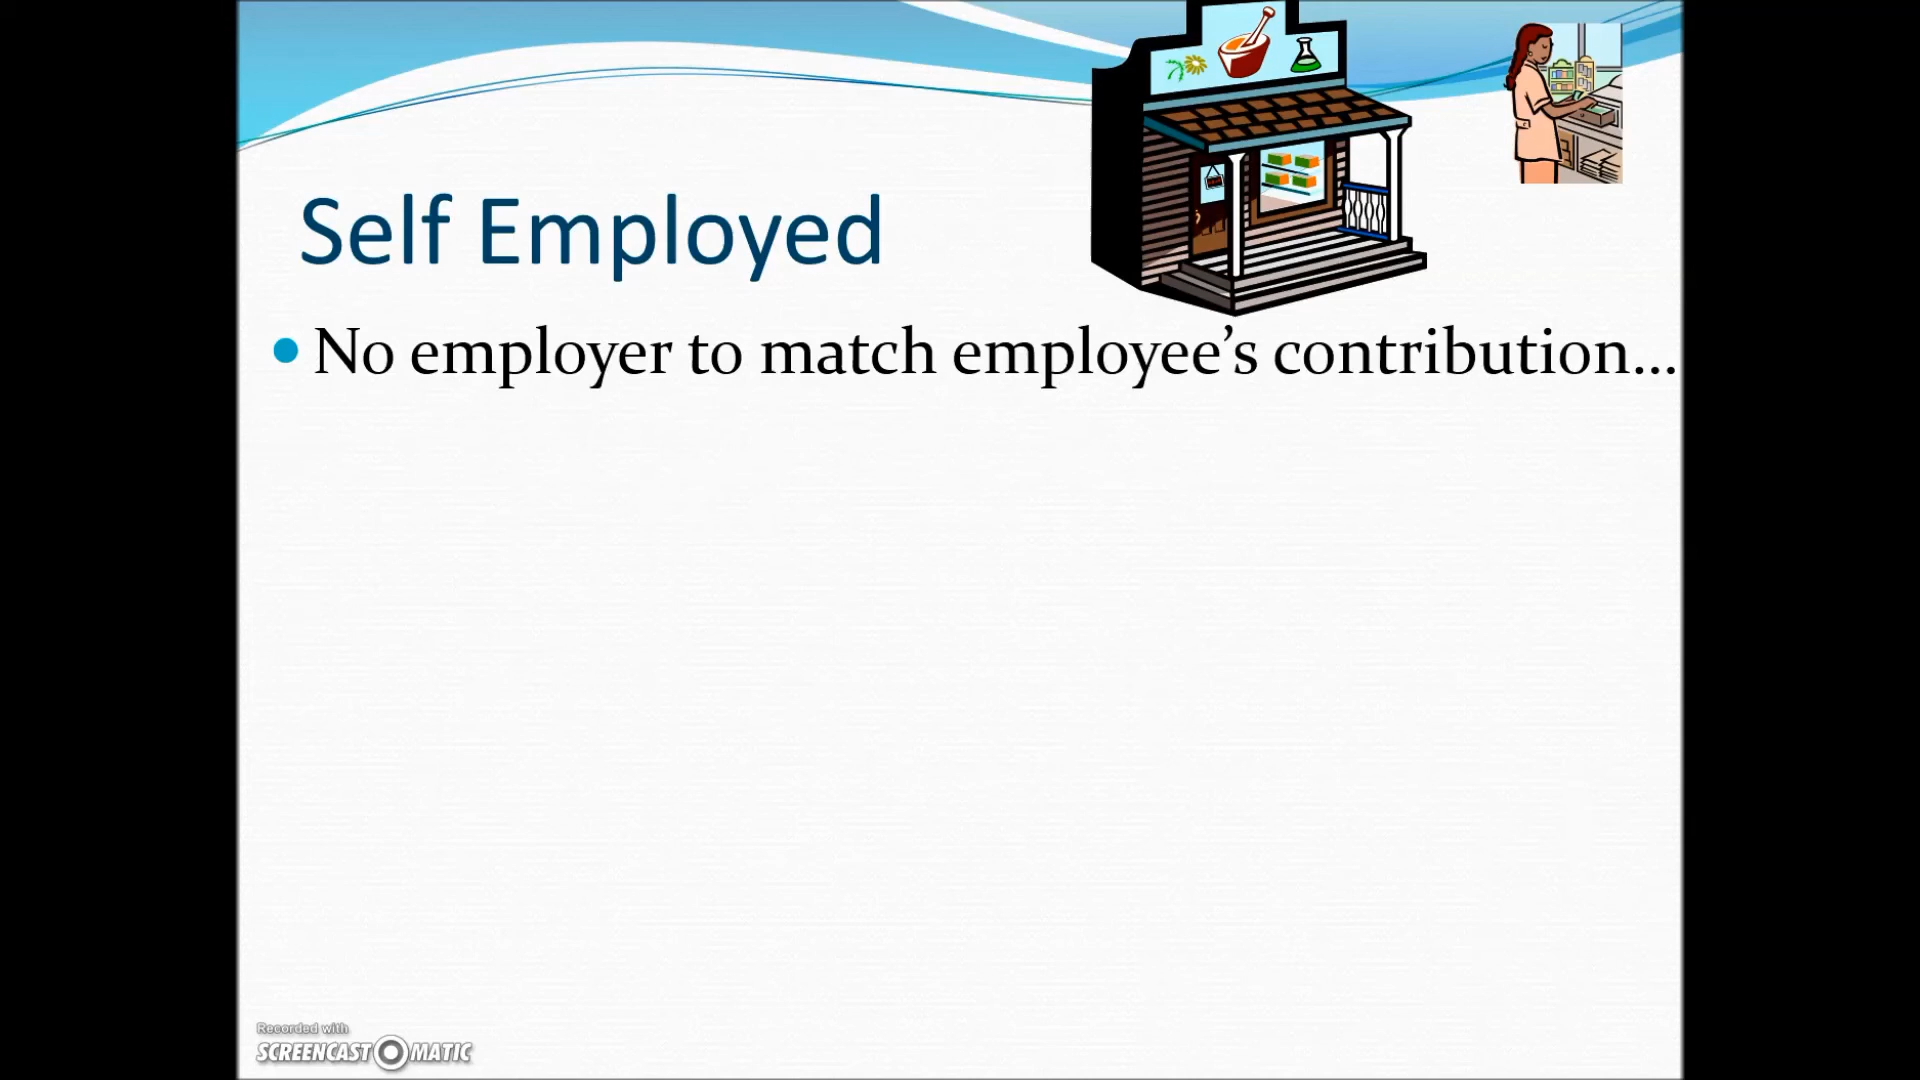 Self Employed
No employer to match employee's contribution...
Recorded with
SCREENCAST MATIC